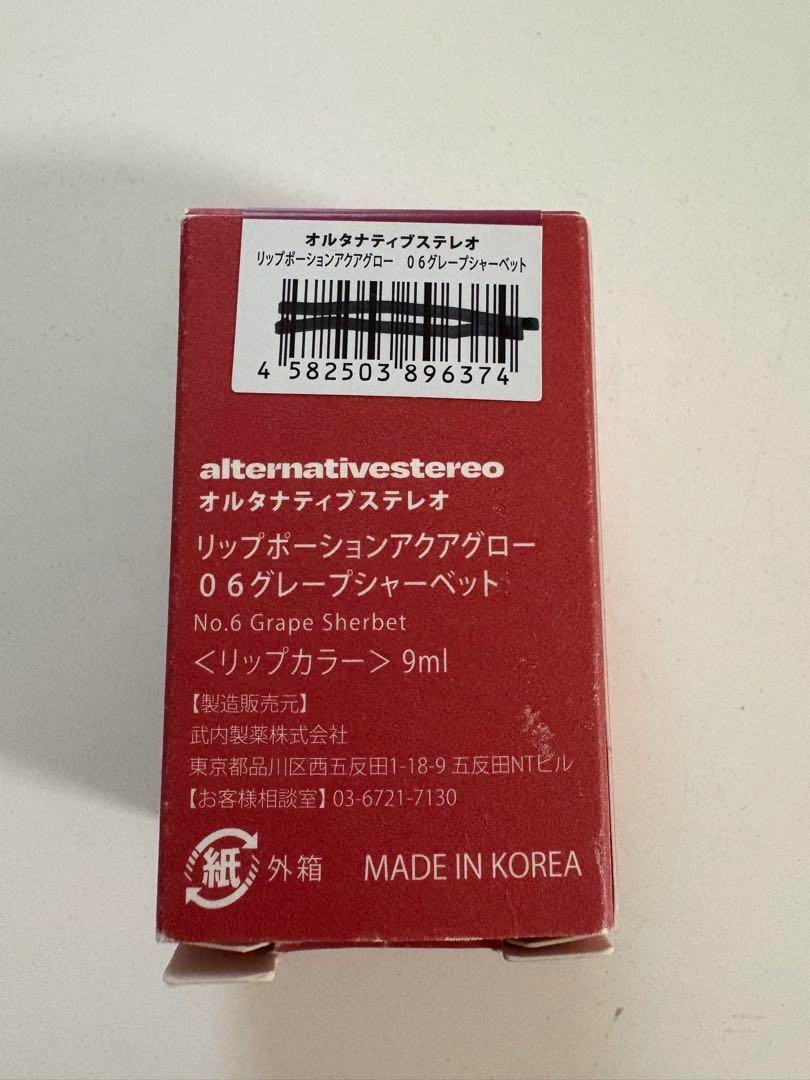 オルタナティブステレオ
リップポーションアクアグロー　０６グレープシャーベット
4 582503 896374
alternativestereo
オルタナティブステレオ
リップポーションアクアグロー
０６グレープシャーベット
No.6 Grape Sherbet
＜リップカラー＞ 9ml
【製造販売元】
武内製薬株式会社
東京都品川区西五反田1-18-9 五反田NTビル
【お客様相談室】03-6721-7130
紙 外箱 MADE IN KOREA